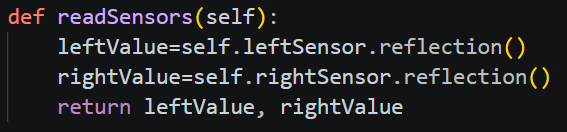 def readSensors(self):
    leftValue=self.leftSensor.reflection()
    rightValue=self.rightSensor.reflection()
    return leftValue, rightValue